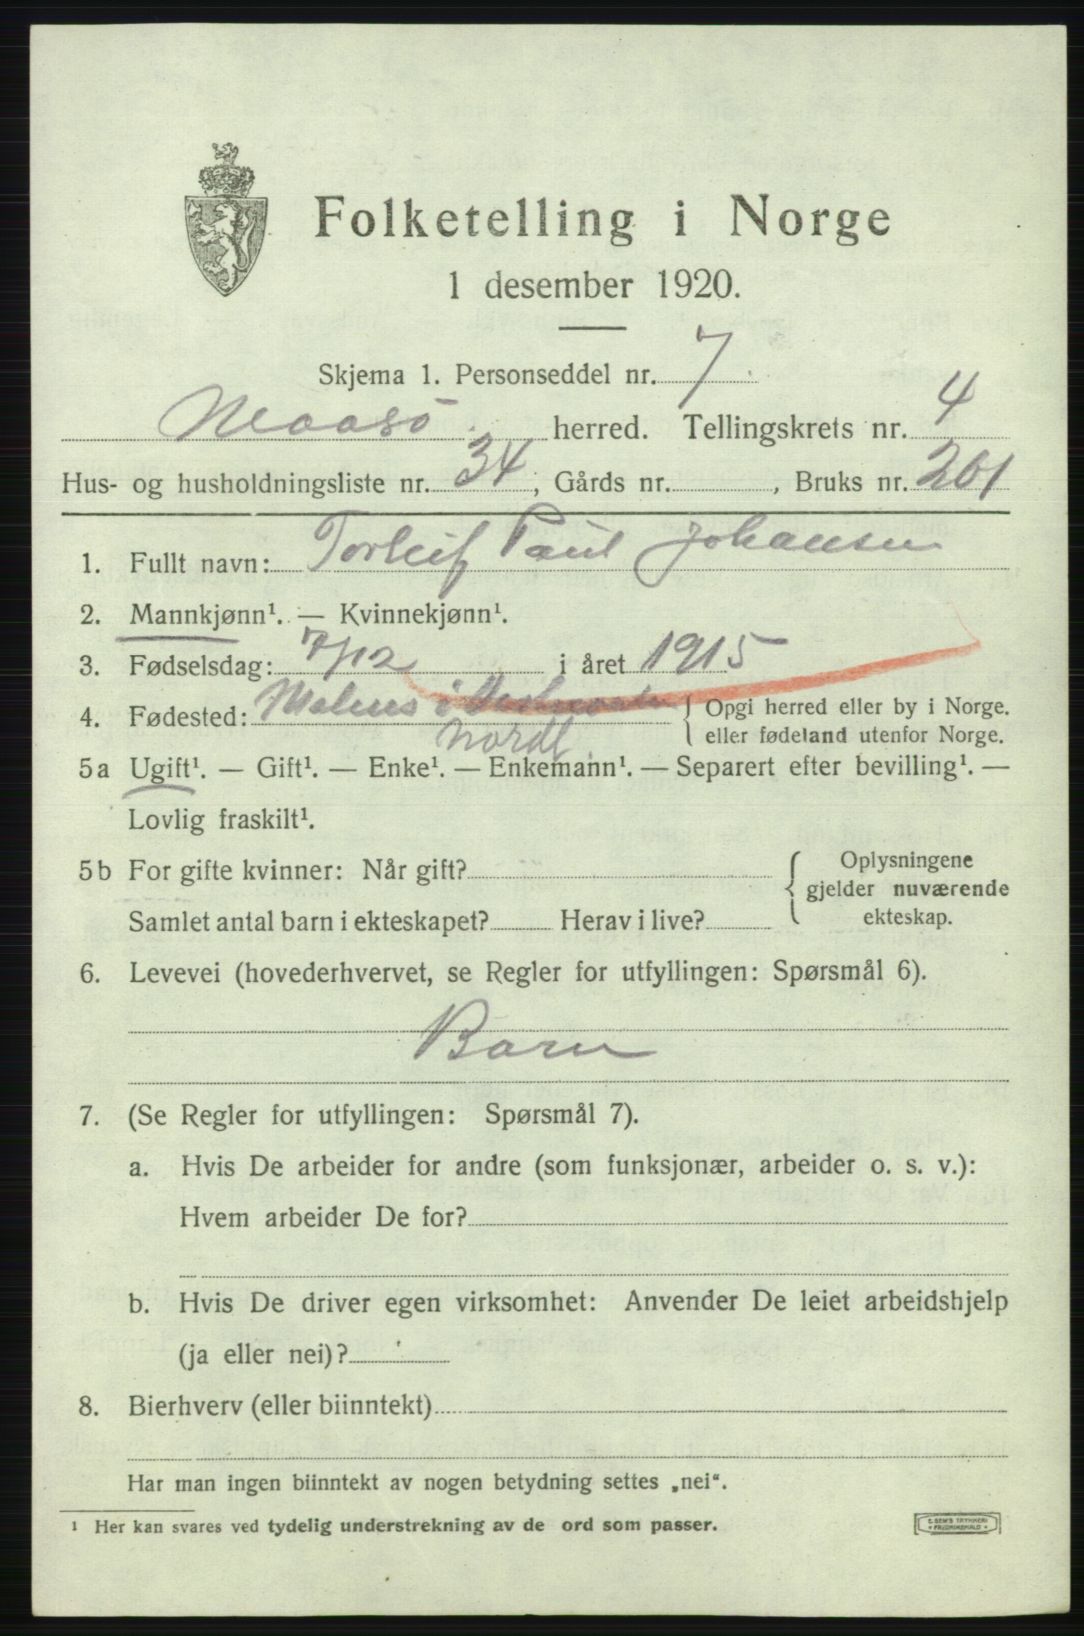 Folketelling i Norge
1 desember 1920.
Skjema 1. Personseddel nr. 7
Maasö herred. Tellingskrets nr. 4
Hus- og husholdningsliste nr. 34, Gårds nr. , Bruks nr. 201
1. Fullt navn: Torleif Paul Johansen
2. Mannkjønn¹. — Kvinnekjønn¹.
3. Fødselsdag: 7/12 i året 1915
4. Fødested: i Opgi herred eller by i Norge.
Nordl. eller fødeland utenfor Norge.
5a Ugift¹. — Gift¹. — Enke¹. — Enkemann¹. — Separert efter bevilling¹. —
Lovlig fraskilt¹.
5b For gifte kvinner: Når gift? Oplysningene
gjelder nuværende
Samlet antal barn i ekteskapet? Herav i live? ekteskap.
6. Levevei (hovederhvervet, se Regler for utfyllingen: Spørsmål 6).
Barn
7. (Se Regler for utfyllingen: Spørsmål 7).
a. Hvis De arbeider for andre (som funksjonær, arbeider o. s. v.):
Hvem arbeider De for?
b. Hvis De driver egen virksomhet: Anvender De leiet arbeidshjelp
(ja eller nei)?
8. Bierhverv (eller biinntekt)
Har man ingen biinntekt av nogen betydning settes „nei“.
¹ Her kan svares ved tydelig understrekning av de ord som passer.